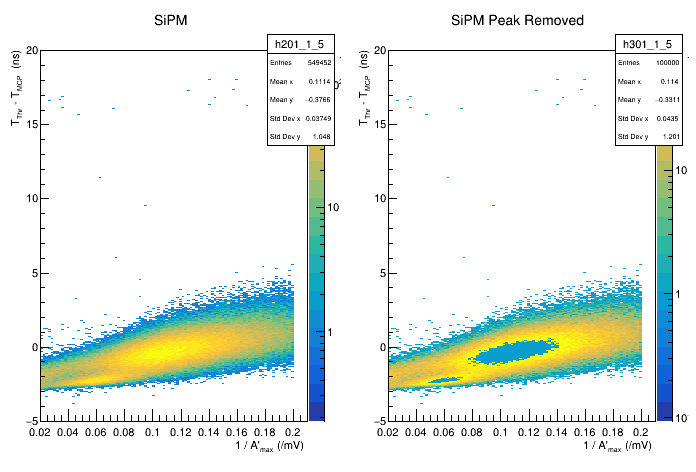 SiPM
h201_1_5
Entries 549452
Mean x 0.1114
Mean y −0.3766
Std Dev x 0.03749
Std Dev y 1.048
T_Thr - T_MCP (ns)
20
15
10
5
0
−5
0.02 0.04 0.06 0.08 0.1 0.12 0.14 0.16 0.18 0.2
1 / A'_max (/mV)
10
1
SiPM Peak Removed
h301_1_5
Entries 100000
Mean x 0.114
Mean y −0.3311
Std Dev x 0.0435
Std Dev y 1.201
T_Thr - T_MCP (ns)
20
15
10
5
0
−5
0.02 0.04 0.06 0.08 0.1 0.12 0.14 0.16 0.18 0.2
1 / A'_max (/mV)
10
1
10